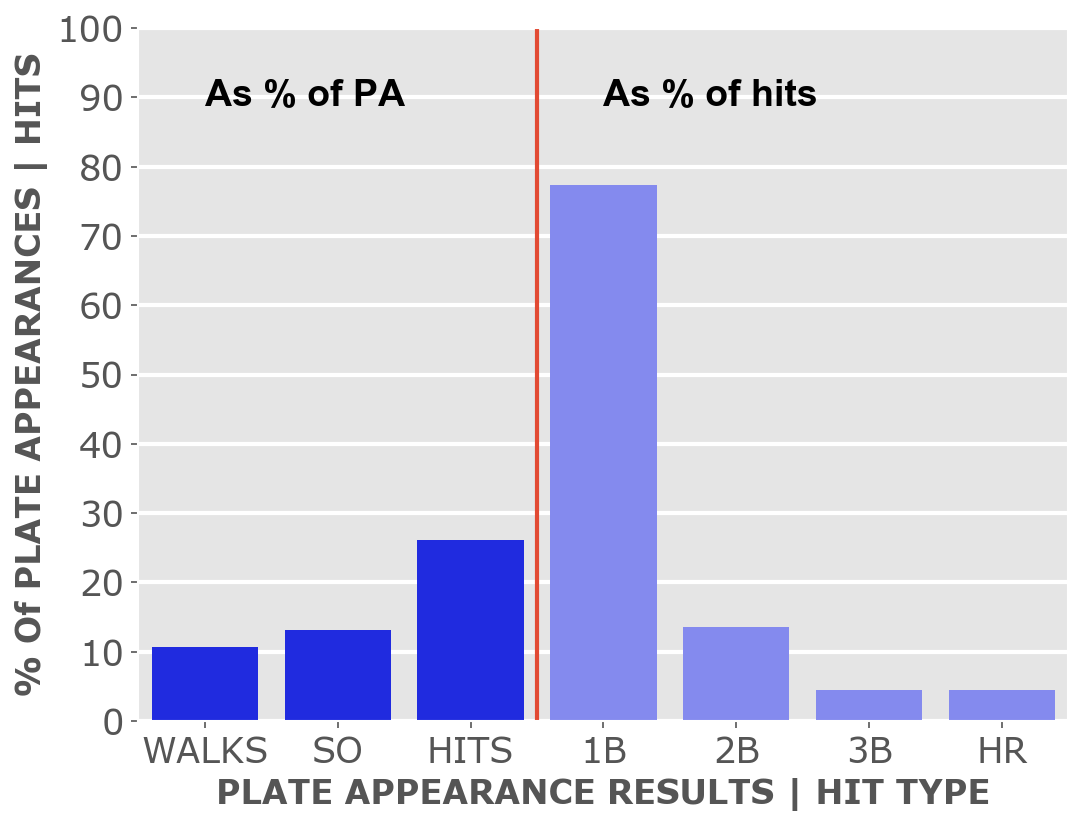 % Of PLATE APPEARANCES | HITS
100
90
80
70
60
50
40
30
20
10
0
As % of PA
As % of hits
WALKS SO HITS 1B 2B 3B HR
PLATE APPEARANCE RESULTS | HIT TYPE